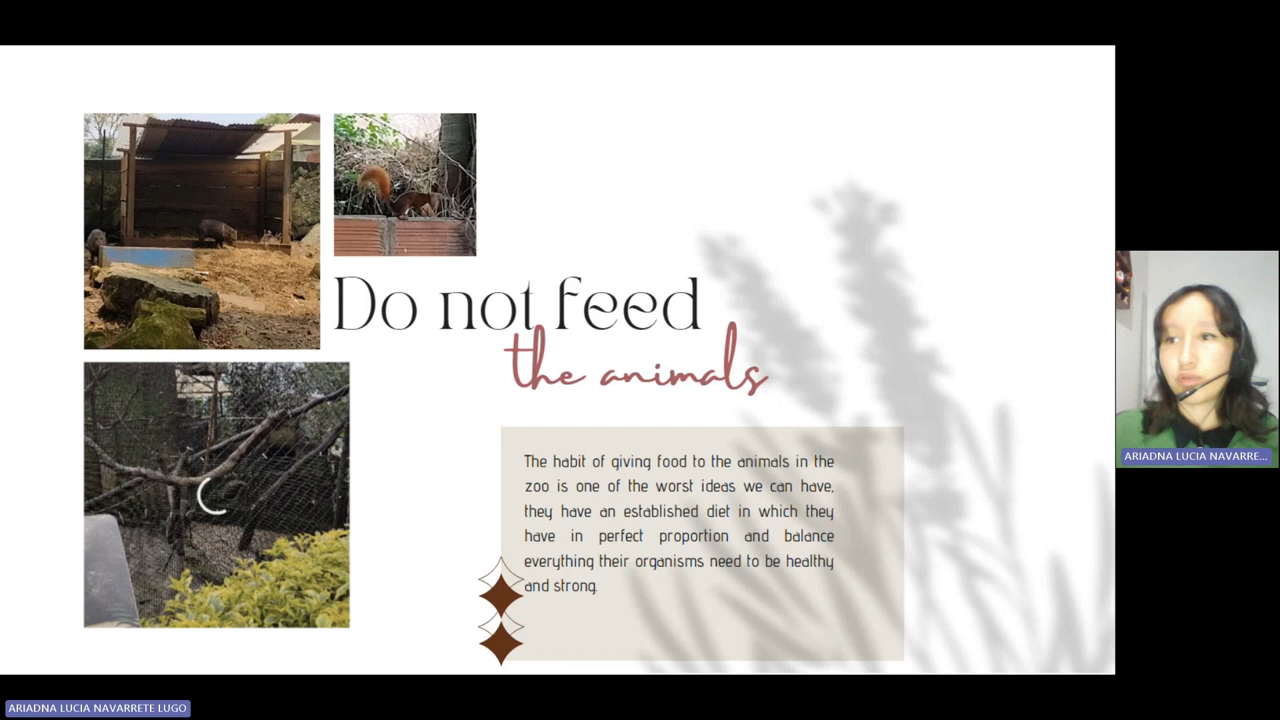 Do not feed
the animals
The habit of giving food to the animals in the
zoo is one of the worst ideas we can have,
they have an established diet in which they
have in perfect proportion and balance
everything their organisms need to be healthy
and strong.
ARIADNA LUCIA NAVARRE...
ARIADNA LUCIA NAVARRETE LUGO